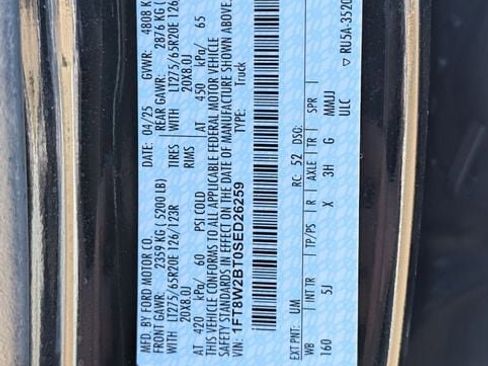 MFD. BY FORD MOTOR CO.
DATE: 04/25 GVWR: 4808 K
FRONT GAWR: 2359 KG (5200 LB) REAR GAWR: 2876 KG (
LT275/65R20E 126/123R TIRES WITH LT275/65R20E 126
20X8.0J RIMS 20X8.0J
AT 420 kPa/ 60 PSI COLD AT 450 kPa/ 65
THIS VEHICLE CONFORMS TO ALL APPLICABLE FEDERAL MOTOR VEHICLE
SAFETY STANDARDS IN EFFECT ON THE DATE OF MANUFACTURE SHOWN ABOVE.
VIN: 1FT8W2BT0SED26259 TYPE: Truck
EXT PNT: UM RC: 52 DSO:
WB INT TR TP/PS R AXLE TR SPR
160 5J X 3H G MMJJ
ULC
RU5A-3520